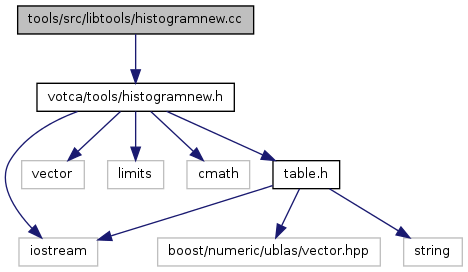 tools/src/libtools/histogramnew.cc
votca/tools/histogramnew.h
vector
limits
cmath
table.h
iostream
boost/numeric/ublas/vector.hpp
string